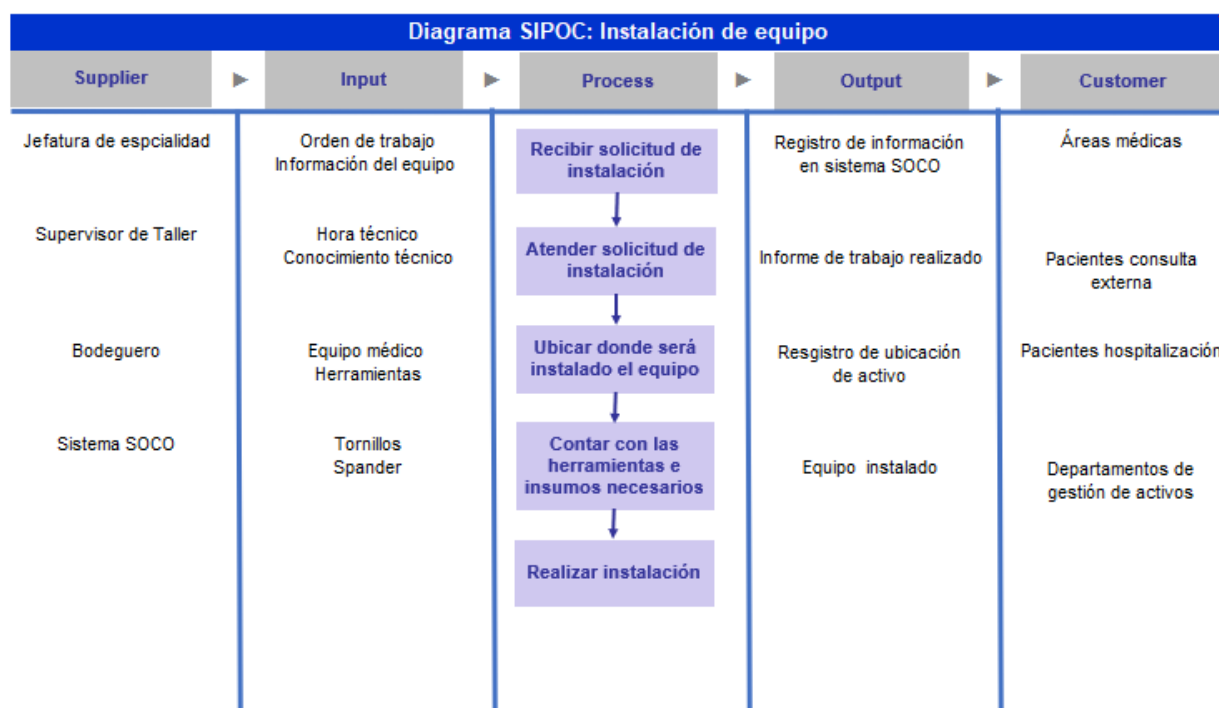 Diagrama SIPOC: Instalación de equipo
Supplier
Input
Process
Output
Customer
Jefatura de espcialidad
Supervisor de Taller
Bodeguero
Sistema SOCO
Orden de trabajo
Información del equipo
Hora técnico
Conocimiento técnico
Equipo médico
Herramientas
Tornillos
Spander
Recibir solicitud de
instalación
Atender solicitud de
instalación
Ubicar donde será
instalado el equipo
Contar con las
herramientas e
insumos necesarios
Realizar instalación
Registro de información
en sistema SOCO
Informe de trabajo realizado
Resgistro de ubicación
de activo
Equipo instalado
Áreas médicas
Pacientes consulta
externa
Pacientes hospitalización
Departamentos de
gestión de activos